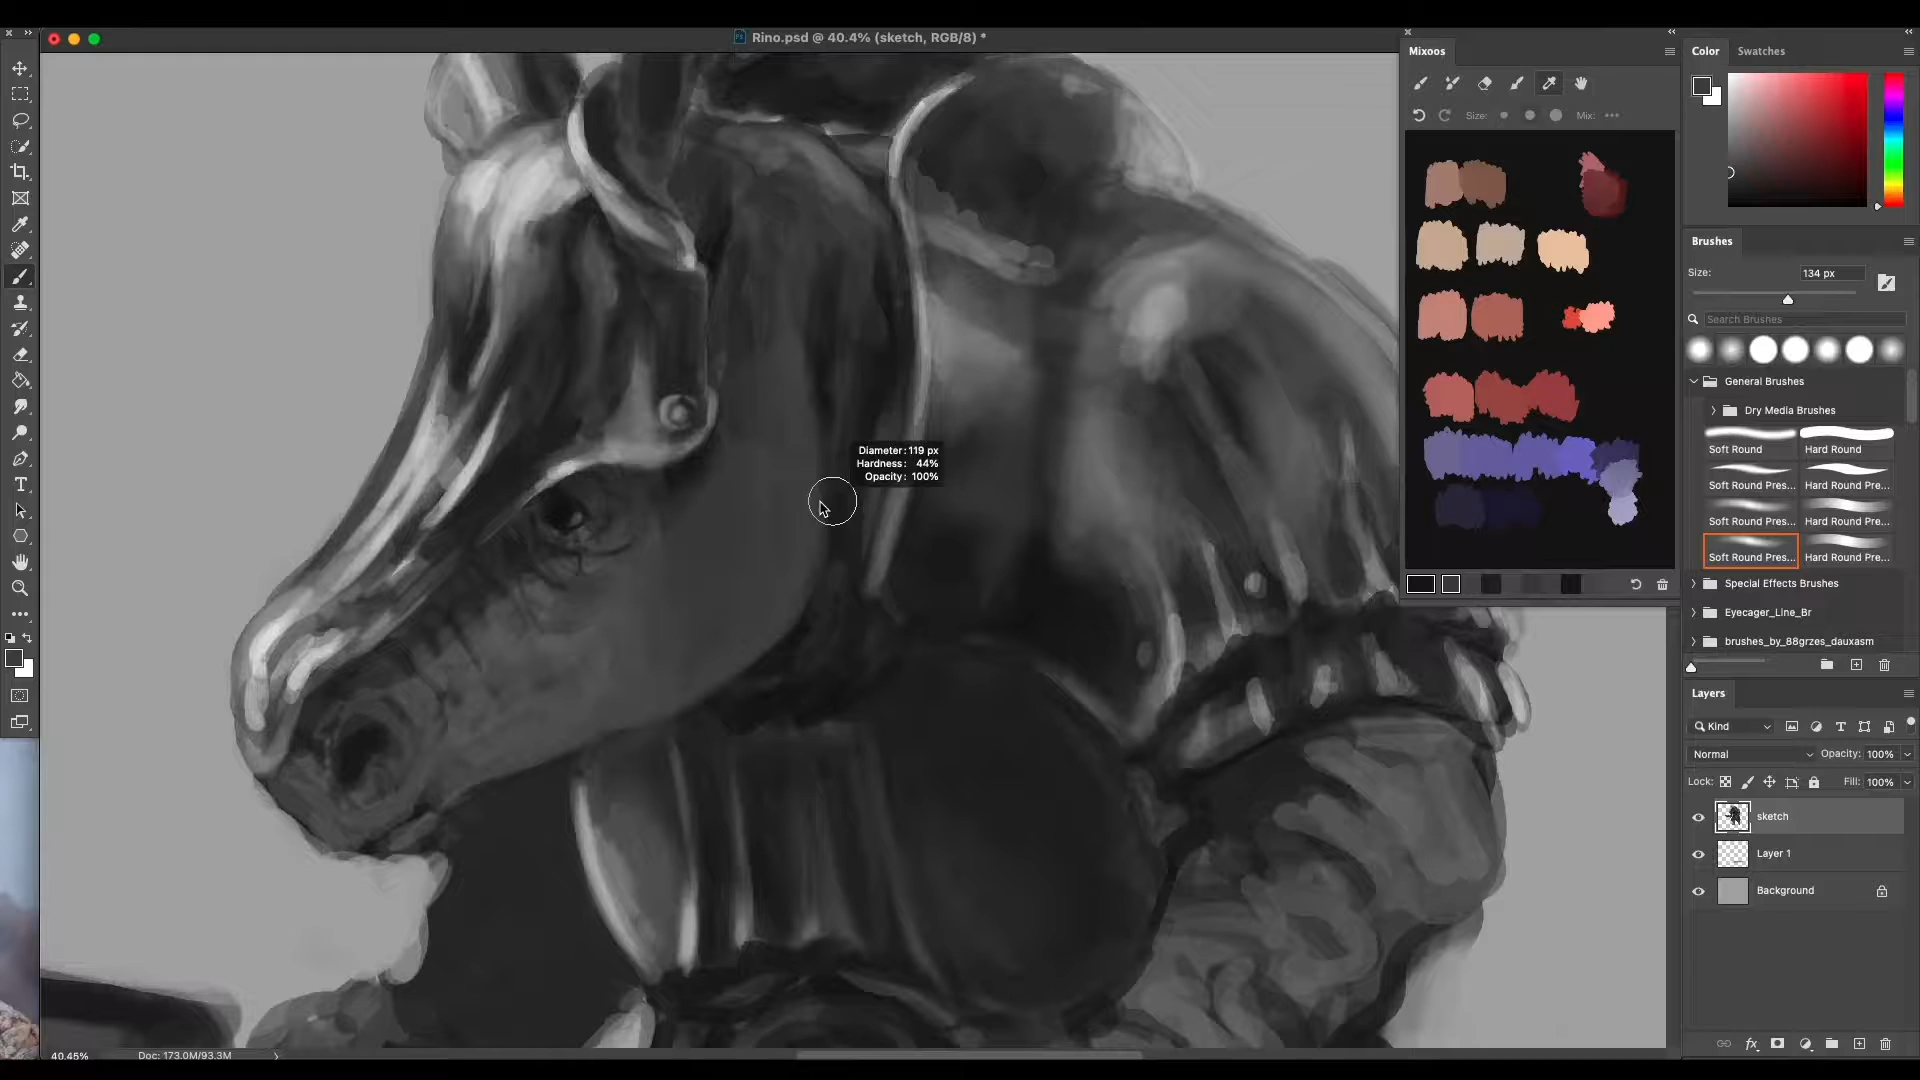 Rino.psd @ 40.4% (sketch, RGB/8) *
Diameter: 119 px
Hardness: 44%
Opacity: 100%
40.45%
Doc: 173.0M/93.3M
Mixoos
Size:
Mix:
Color
Swatches
Brushes
Size:
134 px
Search Brushes
General Brushes
Dry Media Brushes
Soft Round
Hard Round
Soft Round Pres...
Hard Round Pre...
Soft Round Pres...
Hard Round Pre...
Soft Round Pres...
Hard Round Pre...
Special Effects Brushes
Eyecager_Line_Br
brushes_by_88grzes_dauxasm
Layers
Kind
Normal
Opacity: 100%
Lock:
Fill: 100%
sketch
Layer 1
Background